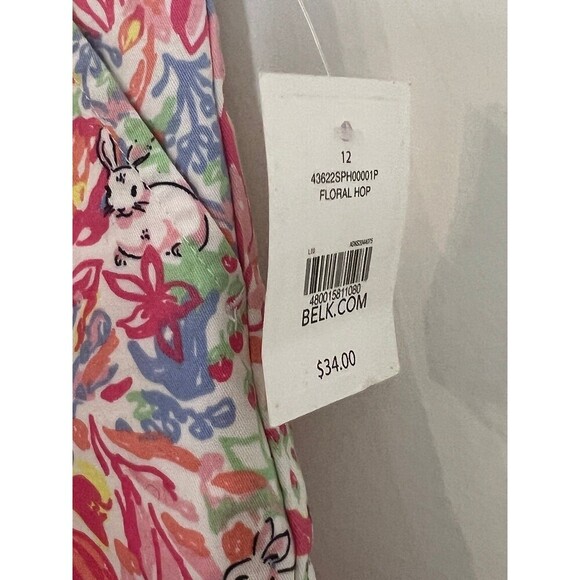 12
43622SPH00001P
FLORAL HOP
480015811080
BELK.COM
$34.00